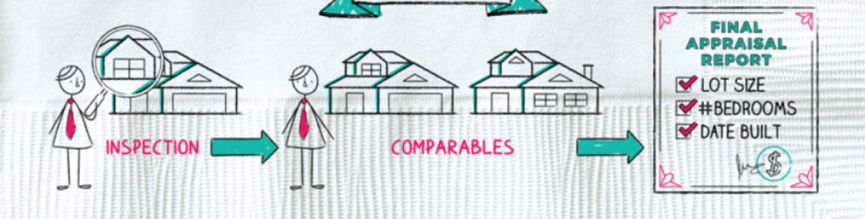 INSPECTION
COMPARABLES
FINAL
APPRAISAL
REPORT
LOT SIZE
#BEDROOMS
DATE BUILT
$